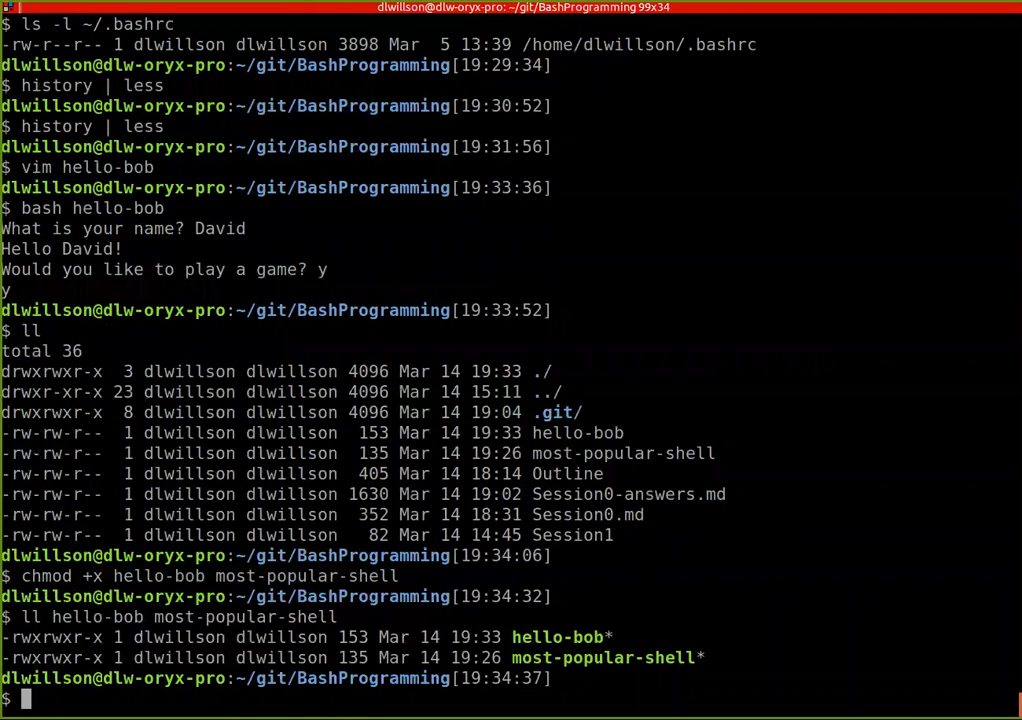 dlwillson@dlw-oryx-pro: ~/git/BashProgramming 99x34
$ ls -l ~/.bashrc
-rw-r--r-- 1 dlwillson dlwillson 3898 Mar  5 13:39 /home/dlwillson/.bashrc
dlwillson@dlw-oryx-pro:~/git/BashProgramming[19:29:34]
$ history | less
dlwillson@dlw-oryx-pro:~/git/BashProgramming[19:30:52]
$ history | less
dlwillson@dlw-oryx-pro:~/git/BashProgramming[19:31:56]
$ vim hello-bob
dlwillson@dlw-oryx-pro:~/git/BashProgramming[19:33:36]
$ bash hello-bob
What is your name? David
Hello David!
Would you like to play a game? y
y
dlwillson@dlw-oryx-pro:~/git/BashProgramming[19:33:52]
$ ll
total 36
drwxrwxr-x  3 dlwillson dlwillson 4096 Mar 14 19:33 ./
drwxr-xr-x 23 dlwillson dlwillson 4096 Mar 14 15:11 ../
drwxrwxr-x  8 dlwillson dlwillson 4096 Mar 14 19:04 .git/
-rw-rw-r--  1 dlwillson dlwillson  153 Mar 14 19:33 hello-bob
-rw-rw-r--  1 dlwillson dlwillson  135 Mar 14 19:26 most-popular-shell
-rw-rw-r--  1 dlwillson dlwillson  405 Mar 14 18:14 Outline
-rw-rw-r--  1 dlwillson dlwillson 1630 Mar 14 19:02 Session0-answers.md
-rw-rw-r--  1 dlwillson dlwillson  352 Mar 14 18:31 Session0.md
-rw-rw-r--  1 dlwillson dlwillson   82 Mar 14 14:45 Session1
dlwillson@dlw-oryx-pro:~/git/BashProgramming[19:34:06]
$ chmod +x hello-bob most-popular-shell
dlwillson@dlw-oryx-pro:~/git/BashProgramming[19:34:32]
$ ll hello-bob most-popular-shell
-rwxrwxr-x 1 dlwillson dlwillson 153 Mar 14 19:33 hello-bob*
-rwxrwxr-x 1 dlwillson dlwillson 135 Mar 14 19:26 most-popular-shell*
dlwillson@dlw-oryx-pro:~/git/BashProgramming[19:34:37]
$